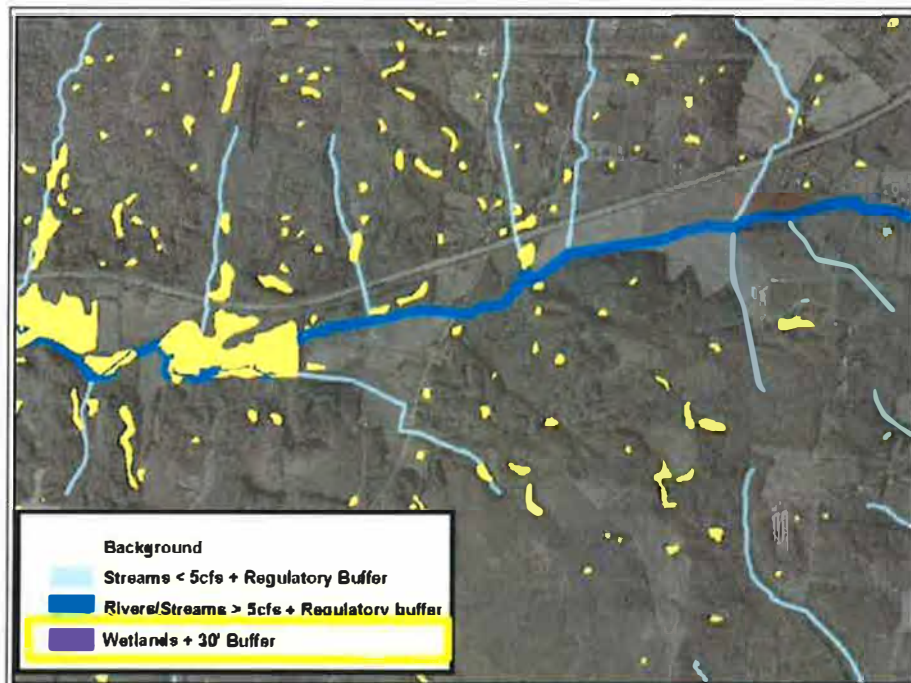 Background
Streams < 5cfs + Regulatory Buffer
Rivers/Streams > 5cfs + Regulatory buffer
Wetlands + 30' Buffer